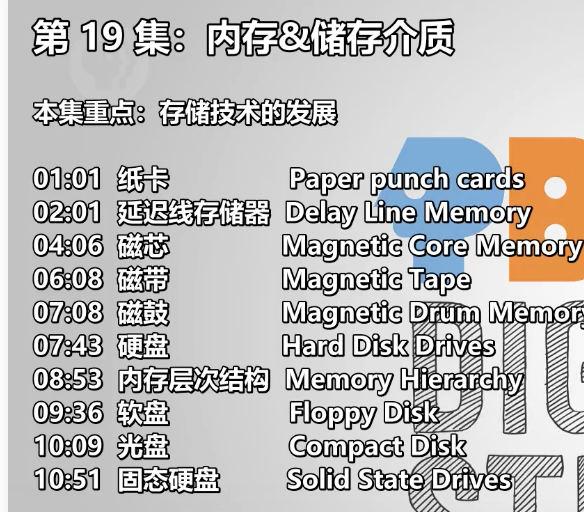 第 19 集：内存&储存介质
本集重点：存储技术的发展
01:01 纸卡 Paper punch cards
02:01 延迟线存储器 Delay Line Memory
04:06 磁芯 Magnetic Core Memory
06:08 磁带 Magnetic Tape
07:08 磁鼓 Magnetic Drum Memory
07:43 硬盘 Hard Disk Drives
08:53 内存层次结构 Memory Hierarchy
09:36 软盘 Floppy Disk
10:09 光盘 Compact Disk
10:51 固态硬盘 Solid State Drives